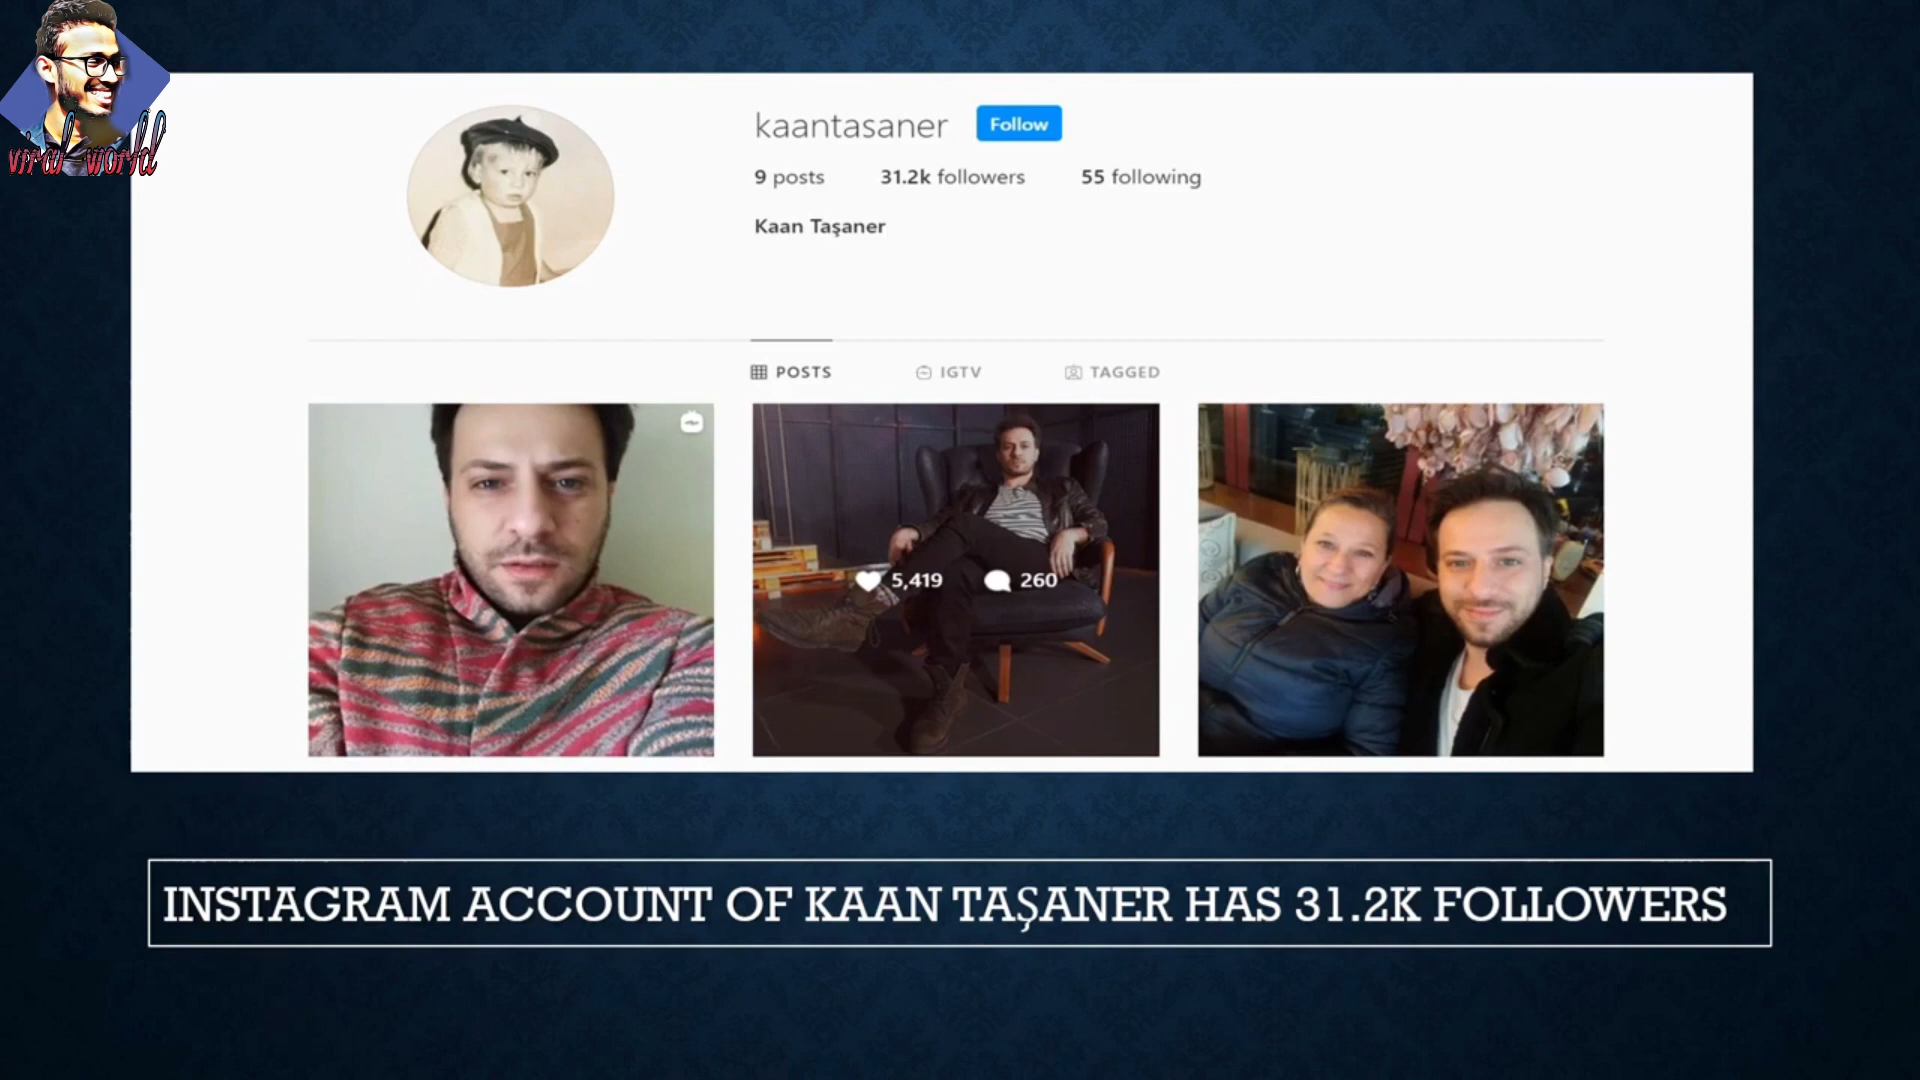 viral world
kaantasaner Follow
9 posts 31.2k followers 55 following
Kaan Taşaner
POSTS IGTV TAGGED
5,419 260
INSTAGRAM ACCOUNT OF KAAN TAŞANER HAS 31.2K FOLLOWERS